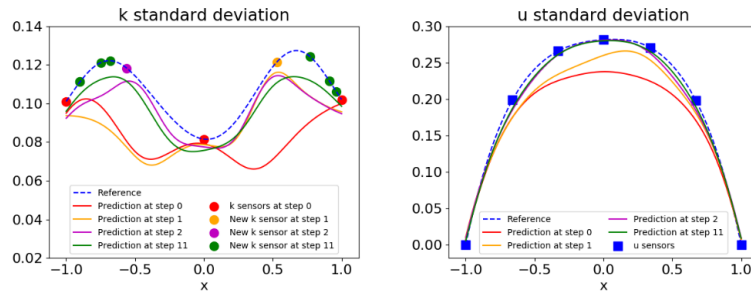 k standard deviation
0.14
0.12
0.10
0.08
0.06
0.04
0.02
Reference
Prediction at step 0
Prediction at step 1
Prediction at step 2
Prediction at step 11
k sensors at step 0
New k sensor at step 1
New k sensor at step 2
New k sensor at step 11
−1.0 −0.5 0.0 0.5 1.0
x
u standard deviation
0.30
0.25
0.20
0.15
0.10
0.05
0.00
Reference
Prediction at step 0
Prediction at step 1
Prediction at step 2
Prediction at step 11
u sensors
−1.0 −0.5 0.0 0.5 1.0
x